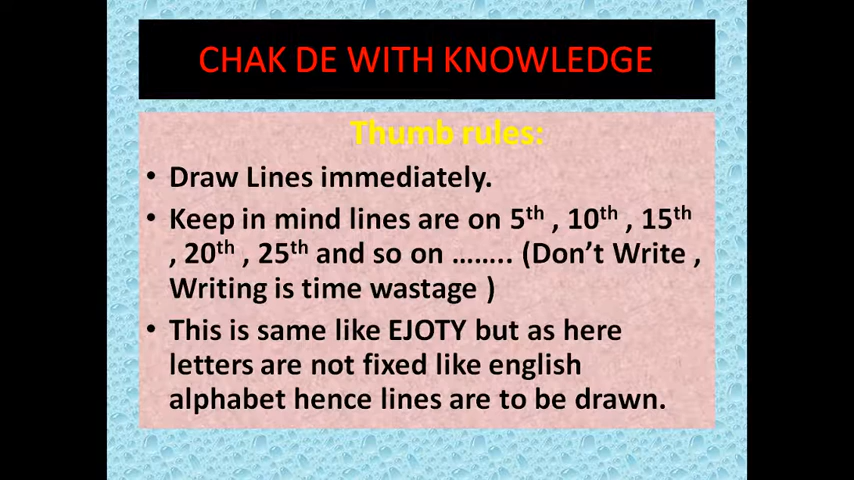 CHAK DE WITH KNOWLEDGE
Thumb rules:
• Draw Lines immediately.
• Keep in mind lines are on 5th , 10th , 15th
, 20th , 25th and so on …….. (Don’t Write ,
Writing is time wastage )
• This is same like EJOTY but as here
letters are not fixed like english
alphabet hence lines are to be drawn.